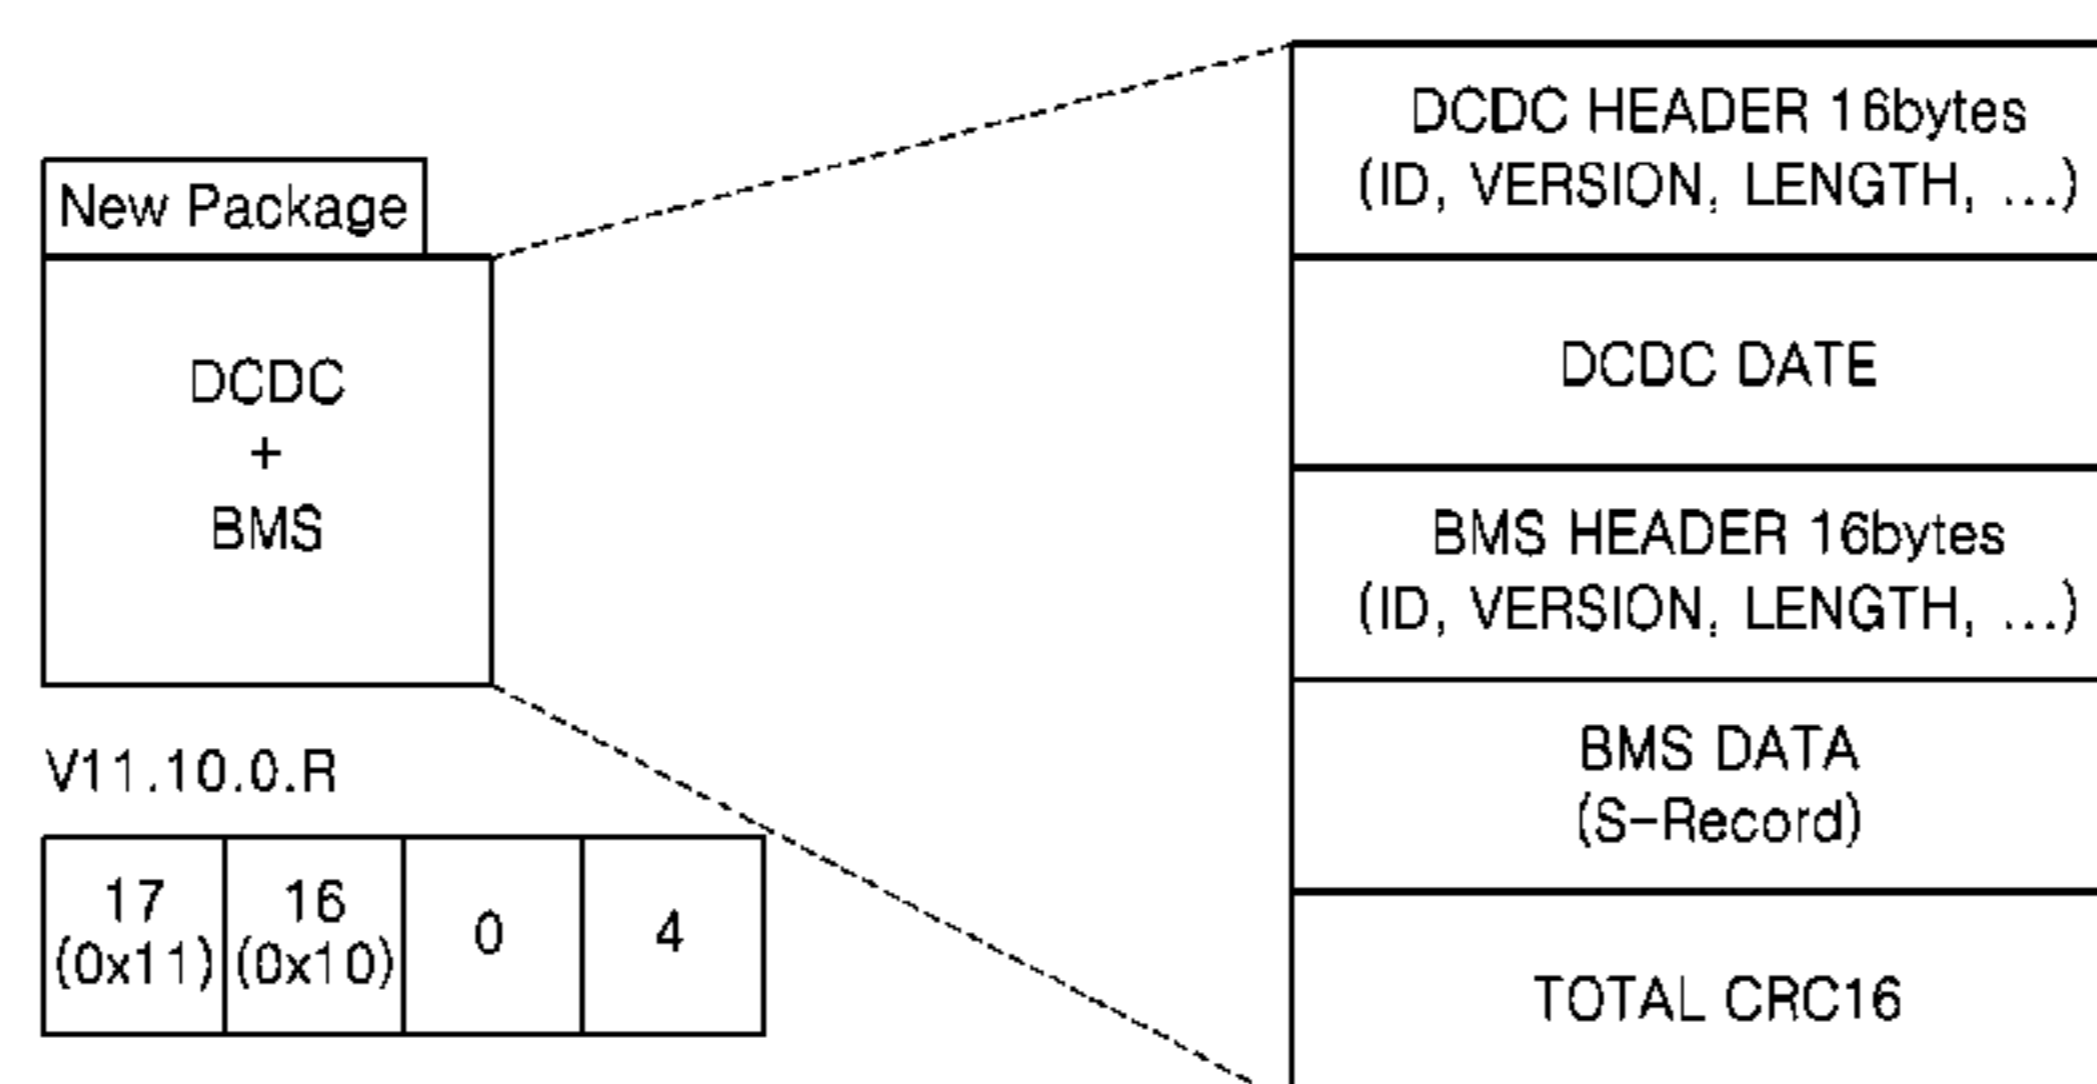 New Package
DCDC
+
BMS
V11.10.0.R
17
(0x11)
16
(0x10)
0
4
DCDC HEADER 16bytes
(ID, VERSION, LENGTH, ...)
DCDC DATE
BMS HEADER 16bytes
(ID, VERSION, LENGTH, ...)
BMS DATA
(S-Record)
TOTAL CRC16